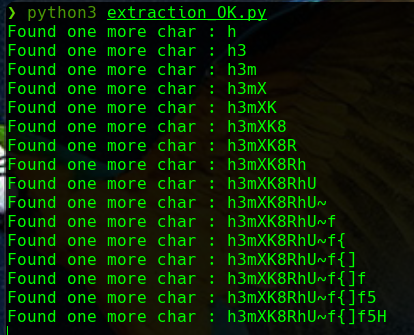 ❯ python3 extraction_OK.py
Found one more char : h
Found one more char : h3
Found one more char : h3m
Found one more char : h3mX
Found one more char : h3mXK
Found one more char : h3mXK8
Found one more char : h3mXK8R
Found one more char : h3mXK8Rh
Found one more char : h3mXK8RhU
Found one more char : h3mXK8RhU~
Found one more char : h3mXK8RhU~f
Found one more char : h3mXK8RhU~f{
Found one more char : h3mXK8RhU~f{]
Found one more char : h3mXK8RhU~f{]f
Found one more char : h3mXK8RhU~f{]f5
Found one more char : h3mXK8RhU~f{]f5H